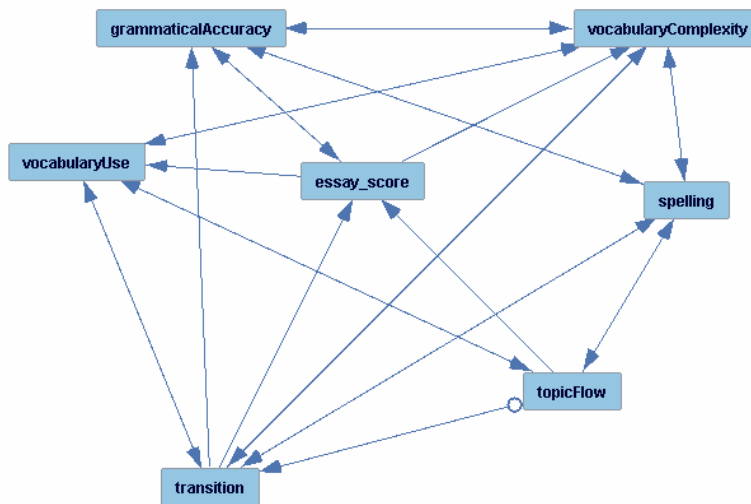 grammaticalAccuracy
vocabularyComplexity
vocabularyUse
essay_score
spelling
topicFlow
transition